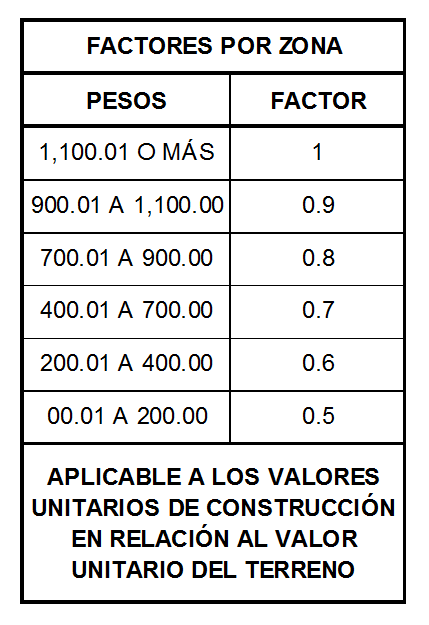 FACTORES POR ZONA
PESOS FACTOR
1,100.01 O MÁS 1
900.01 A 1,100.00 0.9
700.01 A 900.00 0.8
400.01 A 700.00 0.7
200.01 A 400.00 0.6
00.01 A 200.00 0.5
APLICABLE A LOS VALORES
UNITARIOS DE CONSTRUCCIÓN
EN RELACIÓN AL VALOR
UNITARIO DEL TERRENO